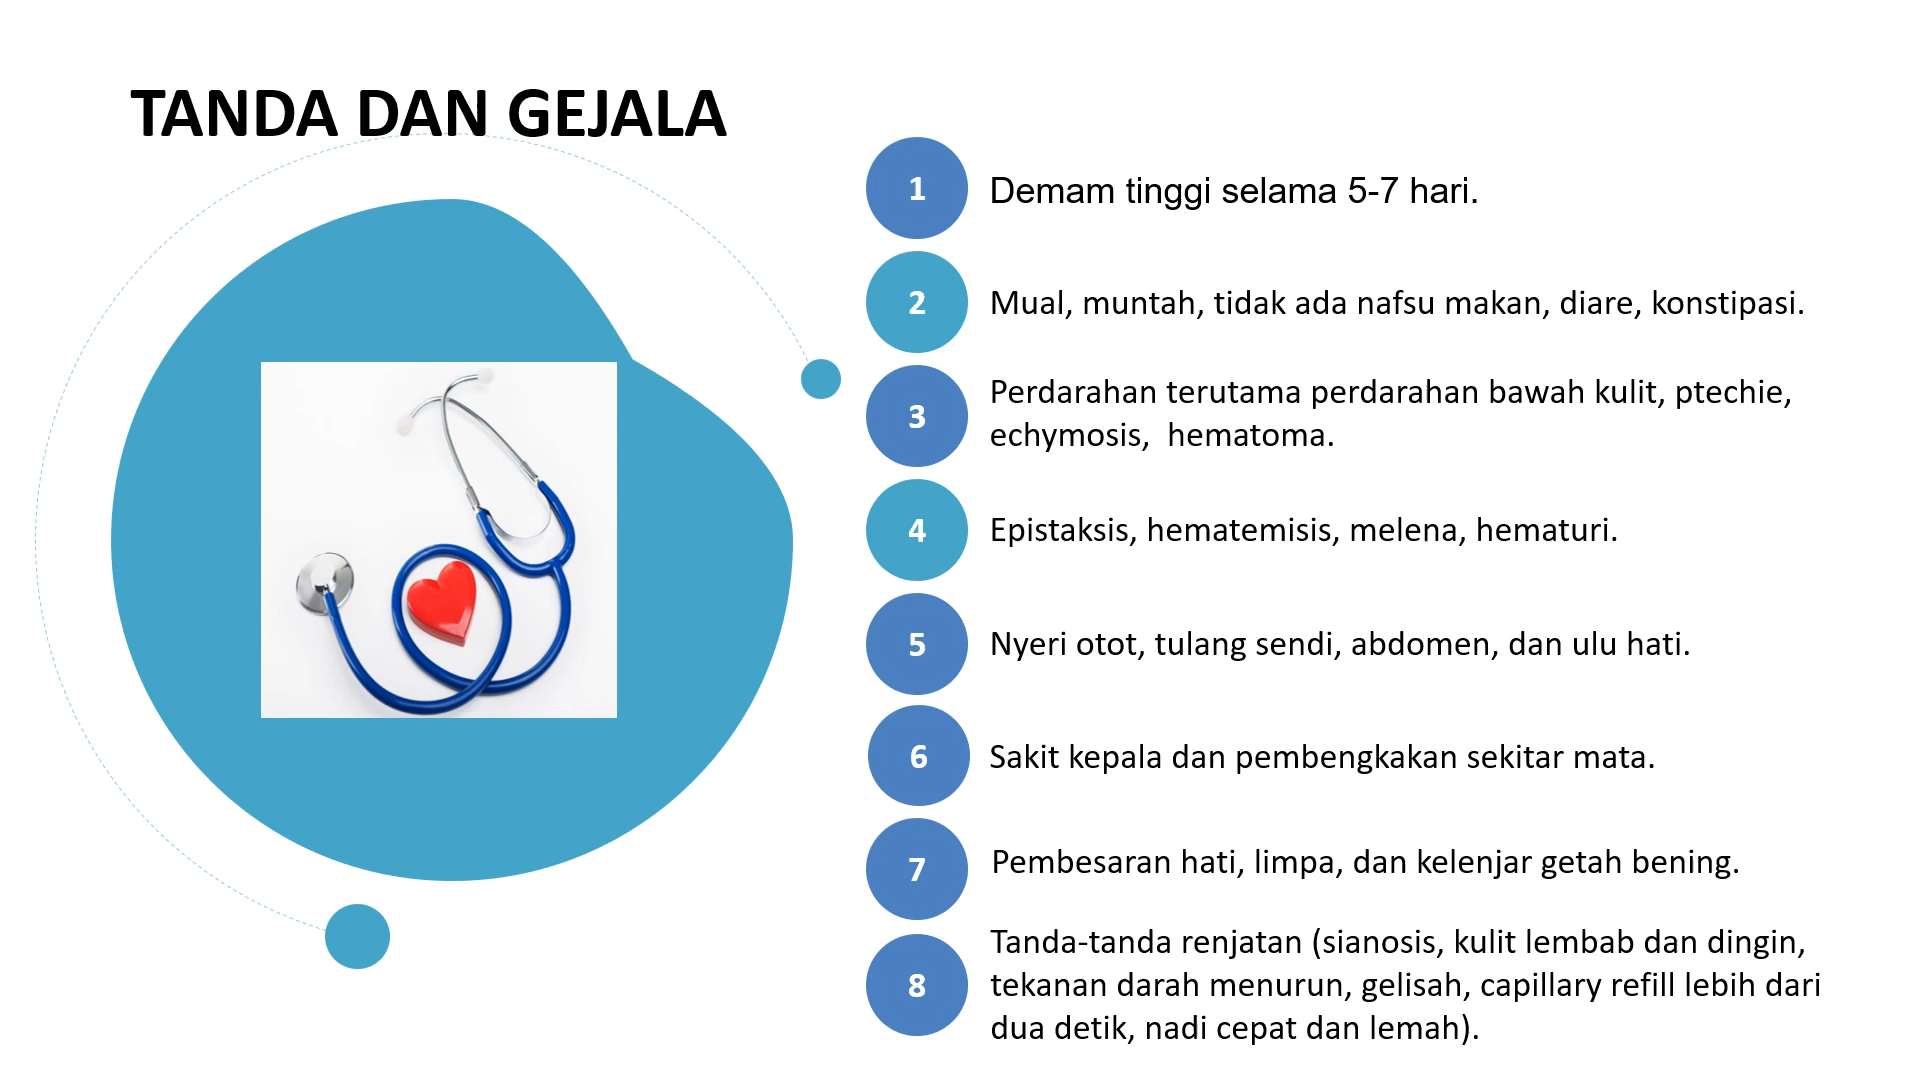 TANDA DAN GEJALA
1
Demam tinggi selama 5-7 hari.
2
Mual, muntah, tidak ada nafsu makan, diare, konstipasi.
3
Perdarahan terutama perdarahan bawah kulit, ptechie,
echymosis,  hematoma.
4
Epistaksis, hematemisis, melena, hematuri.
5
Nyeri otot, tulang sendi, abdomen, dan ulu hati.
6
Sakit kepala dan pembengkakan sekitar mata.
7
Pembesaran hati, limpa, dan kelenjar getah bening.
8
Tanda-tanda renjatan (sianosis, kulit lembab dan dingin,
tekanan darah menurun, gelisah, capillary refill lebih dari
dua detik, nadi cepat dan lemah).